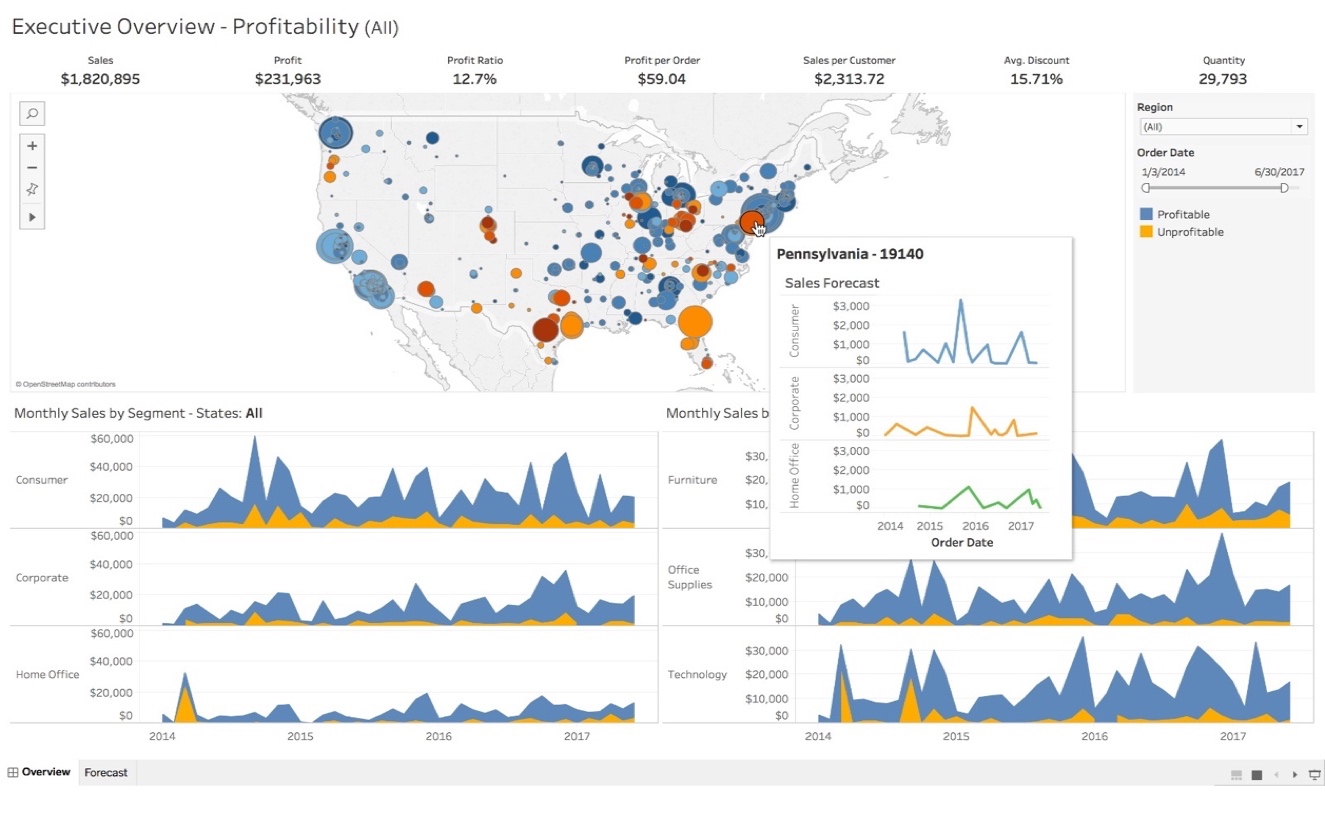 Executive Overview - Profitability (All)
Sales Profit Profit Ratio Profit per Order Sales per Customer Avg. Discount Quantity
$1,820,895 $231,963 12.7% $59.04 $2,313.72 15.71% 29,793
Region
(All)
Order Date
1/3/2014 6/30/2017
Profitable
Unprofitable
© OpenStreetMap contributors
Pennsylvania - 19140
Sales Forecast
Consumer
$3,000
$2,000
$1,000
$0
Corporate
$3,000
$2,000
$1,000
$0
Home Office
$3,000
$2,000
$1,000
$0
2014 2015 2016 2017
Order Date
Monthly Sales by Segment - States: All
Consumer
$60,000
$40,000
$20,000
$0
Corporate
$60,000
$40,000
$20,000
$0
Home Office
$60,000
$40,000
$20,000
$0
2014 2015 2016 2017
Monthly Sales b
Furniture
$30,
$20,
$10,
Office
Supplies
$30,
$20,000
$10,000
$0
Technology
$30,000
$20,000
$10,000
$0
2014 2015 2016 2017
Overview Forecast